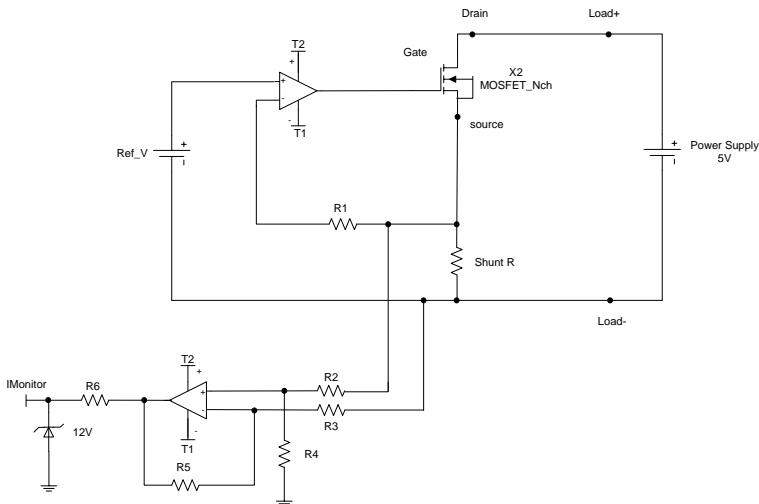 Drain
Load+
T2
+
Gate
X2
MOSFET_Nch
+
-
-
T1
source
Ref_V
+
Power Supply
5V
+
R1
Shunt R
Load-
T2
+
R2
IMonitor
R6
+
-
R3
12V
-
T1
R4
R5